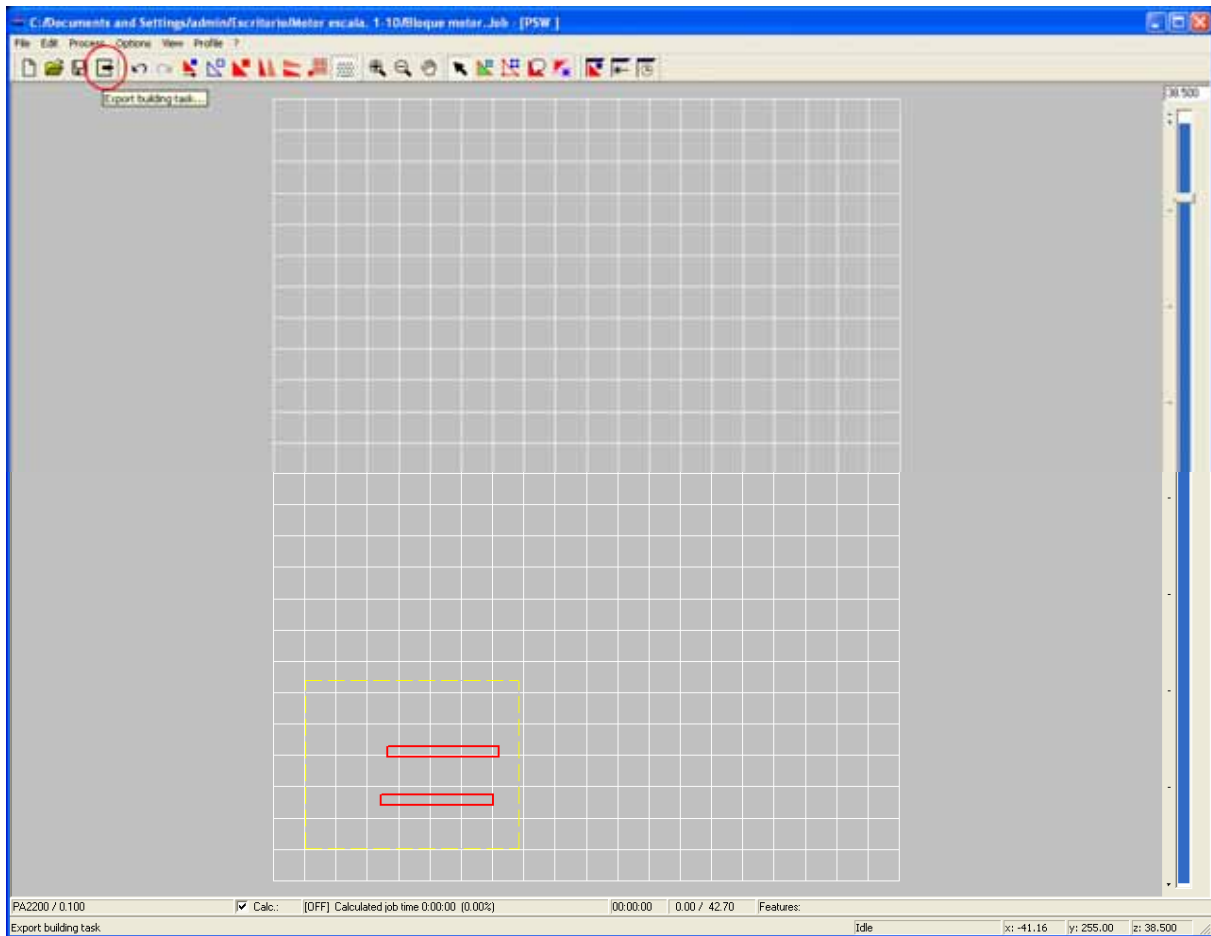 C:/Documents and Settings/admin/Escritorio/Motor escala. 1-10/Bloque motor..Job - [PSW ]
File Edit Process Options View Profile ?
Export building task...
38.500
PA2200 / 0.100 Calc.: [OFF] Calculated job time 0:00:00 (0.00%) 00:00:00 0.00 / 42.70 Features:
Export building task Idle x: -41.16 y: 255.00 z: 38.500